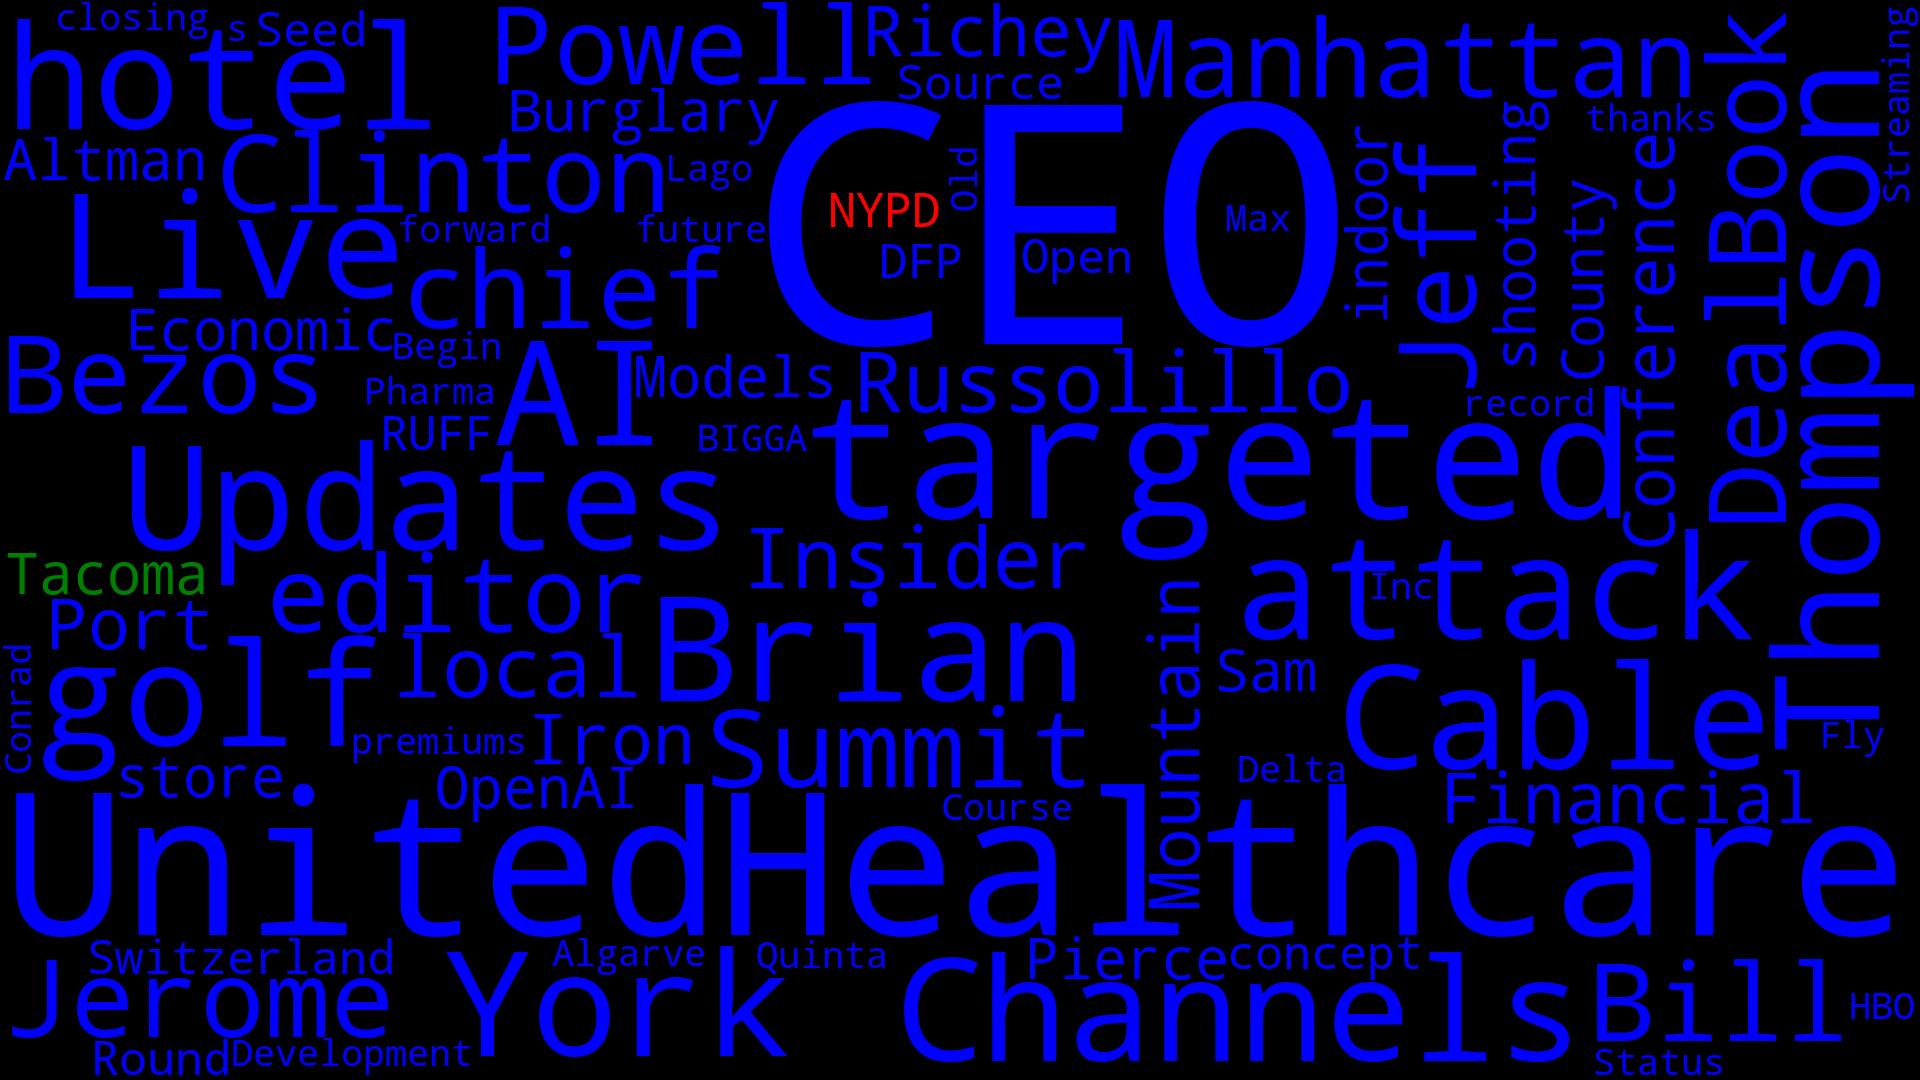 closing
s
Seed
hotel
Powell
Richey
Manhattan
Source
Burglary
Altman
Clinton
Lago
CEO
Old
NYPD
DFP
Open
Max
indoor
Jeff
shooting
thanks
County
Conference
DealBook
Thompson
Streaming
Live
forward
future
chief
Economic
Begin
Bezos
Pharma
AI
Models
Russolillo
record
RUFF
BIGGA
targeted
Updates
Insider
Tacoma
editor
attack
Inc
Port
Brian
Mountain
Sam
Cable
Conrad
golf
local
premiums
Iron
Summit
Fly
store
OpenAI
Delta
Course
Financial
UnitedHealthcare
Switzerland
Algarve
Quinta
Pierce
concept
Jerome
York
Channels
Bill
HBO
Round
Development
Status